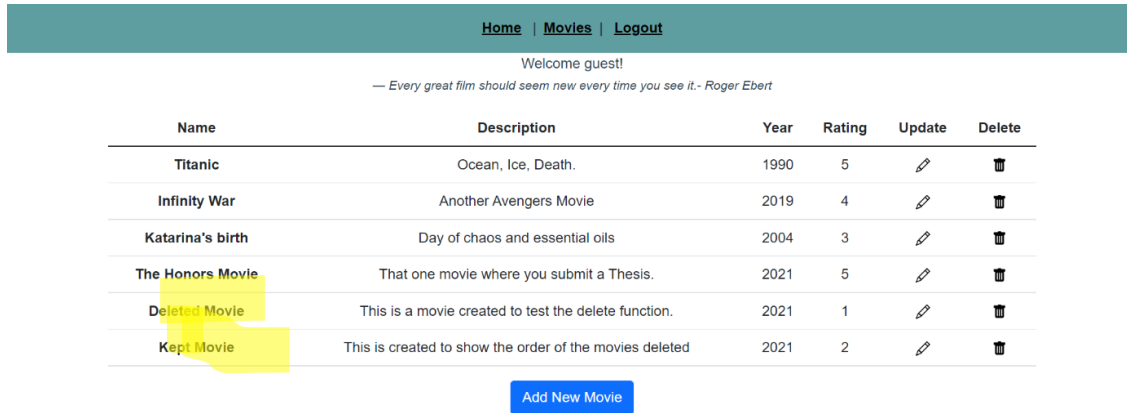 Home | Movies | Logout
Welcome guest!
— Every great film should seem new every time you see it.- Roger Ebert
Name Description Year Rating Update Delete
Titanic Ocean, Ice, Death. 1990 5
Infinity War Another Avengers Movie 2019 4
Katarina's birth Day of chaos and essential oils 2004 3
The Honors Movie That one movie where you submit a Thesis. 2021 5
Deleted Movie This is a movie created to test the delete function. 2021 1
Kept Movie This is created to show the order of the movies deleted 2021 2
Add New Movie